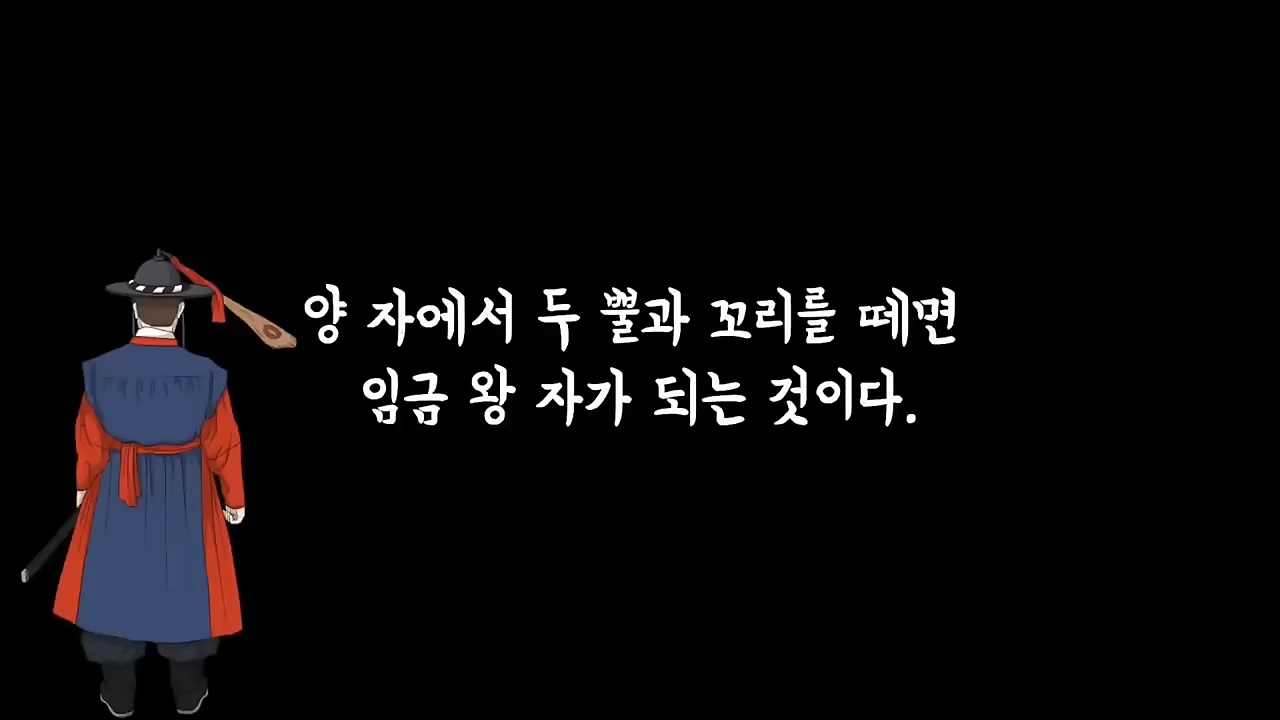 양 자에서 두 뿔과 꼬리를 떼면
임금 왕 자가 되는 것이다.